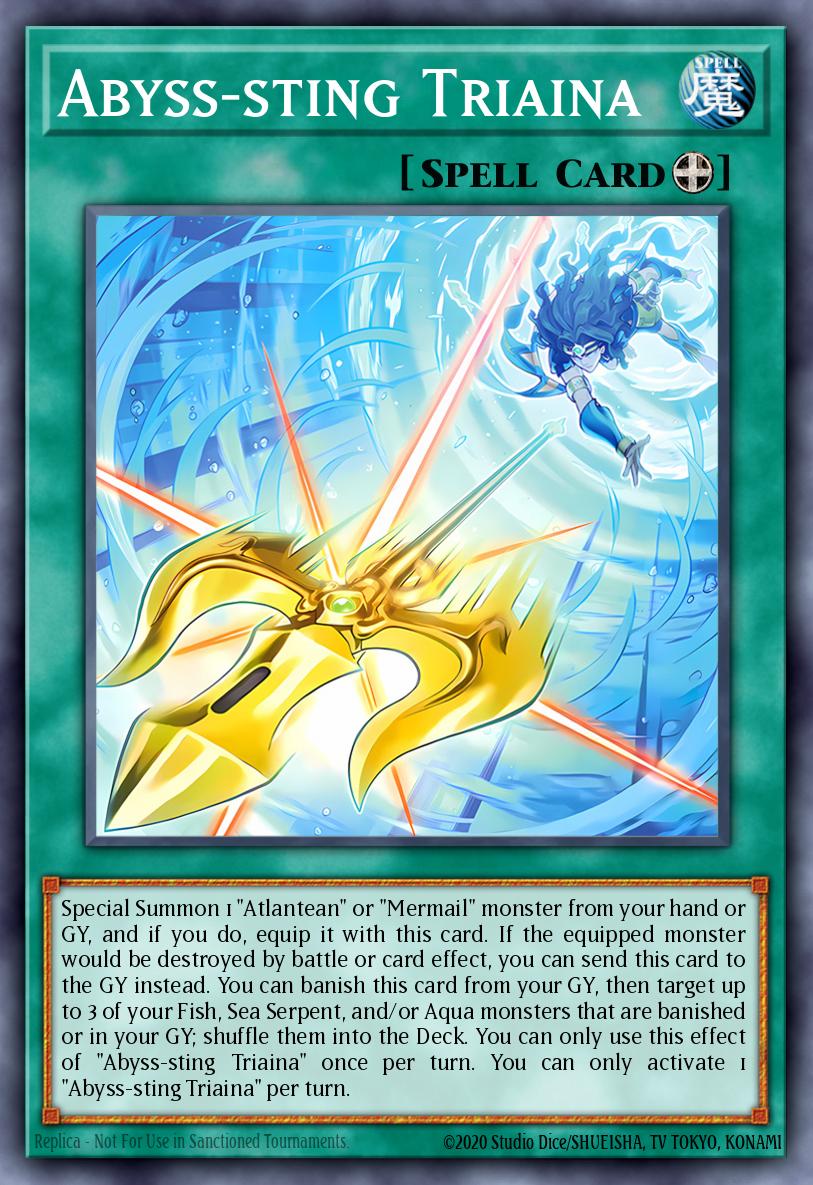 Abyss-sting Triaina
SPELL
魔
[Spell Card]
Special Summon 1 "Atlantean" or "Mermail" monster from your hand or
GY, and if you do, equip it with this card. If the equipped monster
would be destroyed by battle or card effect, you can send this card to
the GY instead. You can banish this card from your GY, then target up
to 3 of your Fish, Sea Serpent, and/or Aqua monsters that are banished
or in your GY; shuffle them into the Deck. You can only use this effect
of "Abyss-sting Triaina" once per turn. You can only activate 1
"Abyss-sting Triaina" per turn.
Replica - Not For Use in Sanctioned Tournaments.
©2020 Studio Dice/SHUEISHA, TV TOKYO, KONAMI